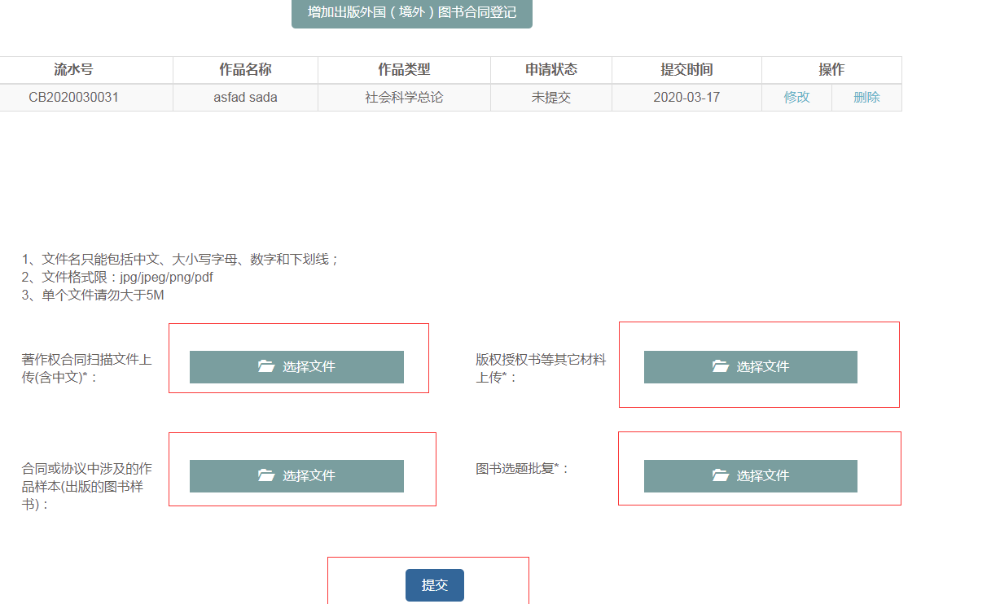 增加出版外国（境外）图书合同登记
流水号 作品名称 作品类型 申请状态 提交时间 操作
CB2020030031 asfad sada 社会科学总论 未提交 2020-03-17 修改 删除
1、文件名只能包括中文、大小写字母、数字和下划线；
2、文件格式限：jpg/jpeg/png/pdf
3、单个文件请勿大于5M
著作权合同扫描文件上
传(含中文)*：
选择文件
版权授权书等其它材料
上传*：
选择文件
合同或协议中涉及的作
品样本(出版的图书样
书)：
选择文件
图书选题批复*：
选择文件
提交